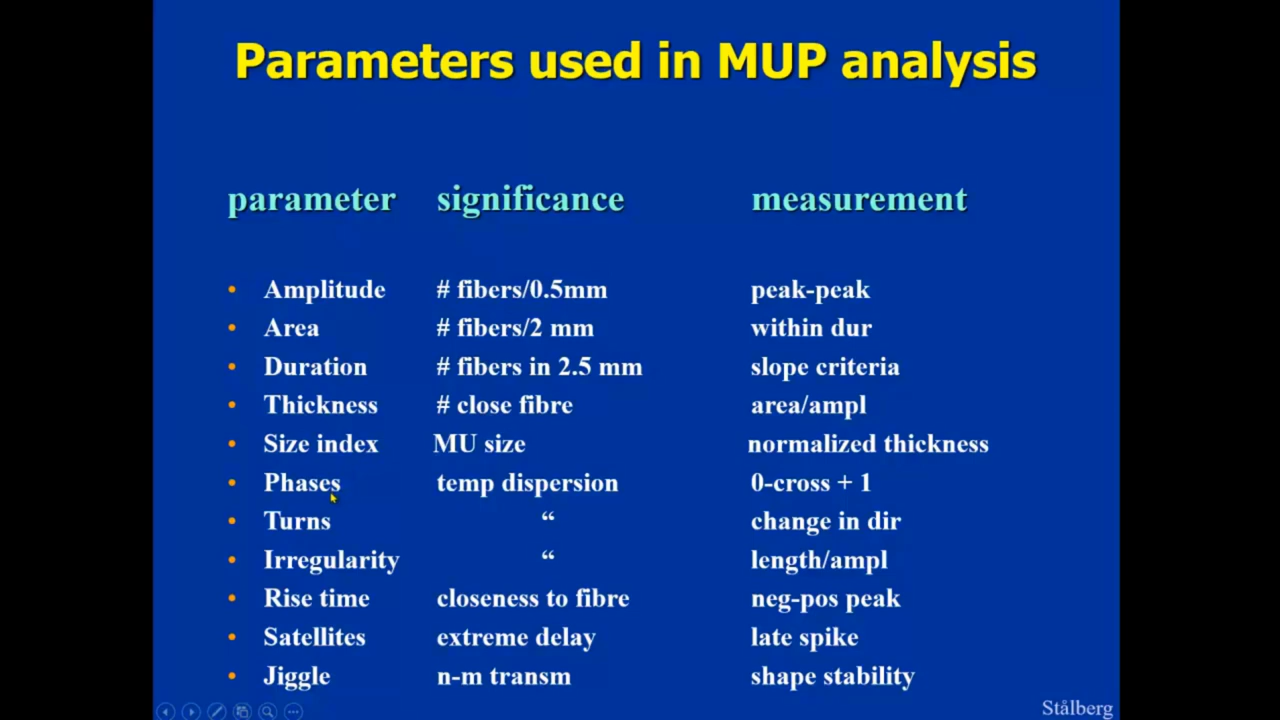 Parameters used in MUP analysis
parameter significance measurement
• Amplitude # fibers/0.5mm peak-peak
• Area # fibers/2 mm within dur
• Duration # fibers in 2.5 mm slope criteria
• Thickness # close fibre area/ampl
• Size index MU size normalized thickness
• Phases temp dispersion 0-cross + 1
• Turns “ change in dir
• Irregularity “ length/ampl
• Rise time closeness to fibre neg-pos peak
• Satellites extreme delay late spike
• Jiggle n-m transm shape stability
Stålberg